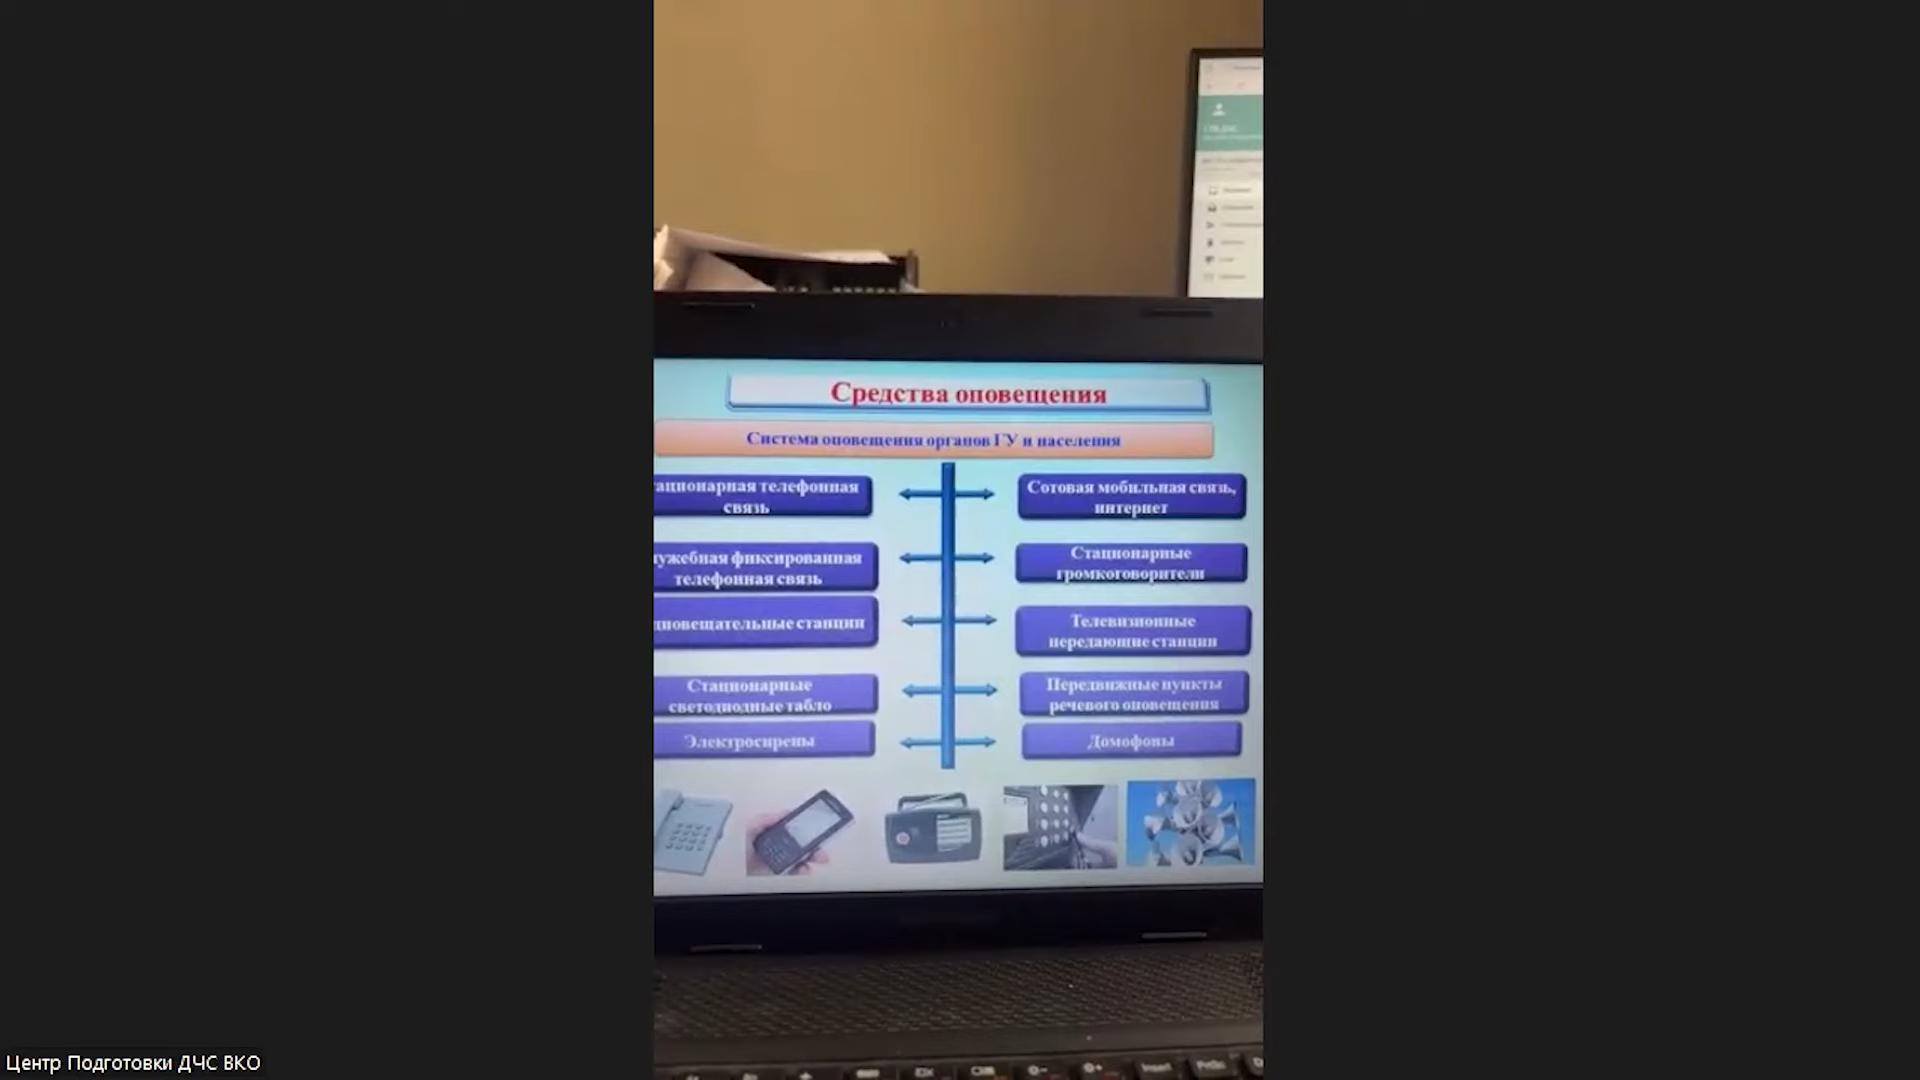 Средства оповещения
Система оповещения органов ГУ и населения
ационарная телефонная
связь
Сотовая мобильная связь,
интернет
ужебная фиксированная
телефонная связь
Стационарные
громкоговорители
диовещательные станции
Телевизионные
передающие станции
Стационарные
светодиодные табло
Передвижные пункты
речевого оповещения
Электросирены
Домофоны
Insert
Центр Подготовки ДЧС ВКО